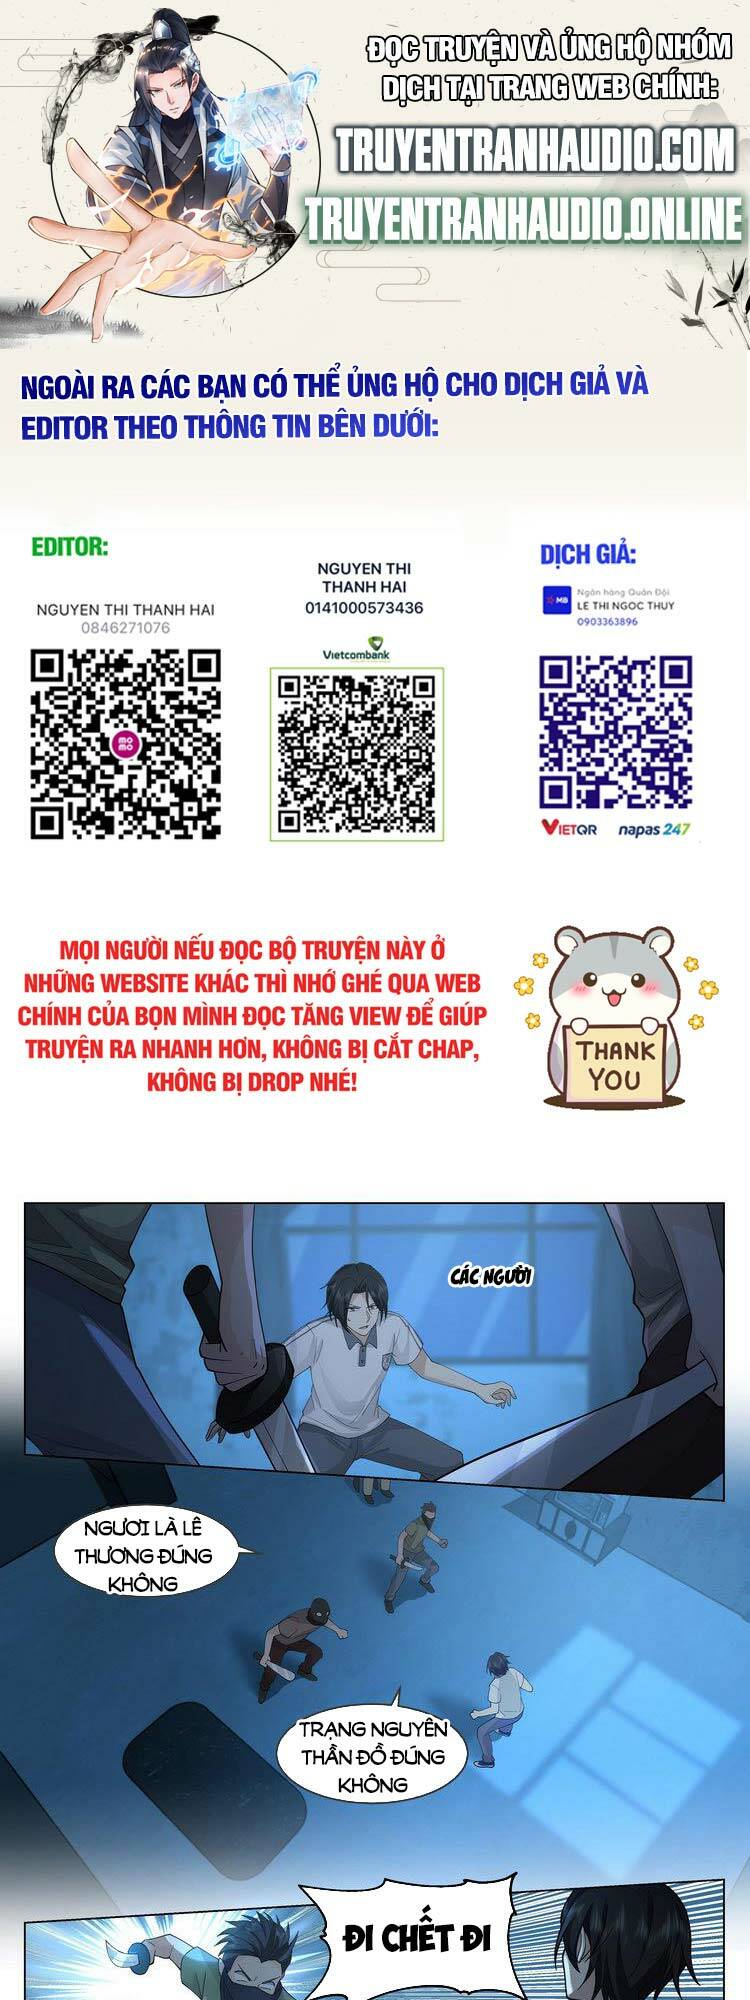 ĐỌC TRUYỆN VÀ ỦNG HỘ NHÓM
DỊCH TẠI TRANG WEB CHÍNH:
TRUYENTRANHAUDIO.COM
TRUYENTRANHAUDIO.ONLINE
NGOÀI RA CÁC BẠN CÓ THỂ ỦNG HỘ CHO DỊCH GIẢ VÀ
EDITOR THEO THÔNG TIN BÊN DƯỚI:
EDITOR:
NGUYEN THI THANH HAI
0846271076
mo
mo
NGUYEN THI
THANH HAI
0141000573436
Vietcombank
DỊCH GIẢ:
MB
Ngân hàng Quân Đội
LE THI NGOC THUY
0903363896
VIETQR
napas 247
MỌI NGƯỜI NẾU ĐỌC BỘ TRUYỆN NÀY Ở
NHỮNG WEBSITE KHÁC THÌ NHỚ GHÉ QUA WEB
CHÍNH CỦA BỌN MÌNH ĐỌC TĂNG VIEW ĐỂ GIÚP
TRUYỆN RA NHANH HƠN, KHÔNG BỊ CẮT CHAP,
KHÔNG BỊ DROP NHÉ!
THANK
YOU
CÁC NGƯỜI
NGƯƠI LÀ LÊ
THƯƠNG ĐÚNG
KHÔNG
TRẠNG NGUYÊN
THẦN ĐỒ ĐÚNG
KHÔNG
ĐI CHẾT ĐI